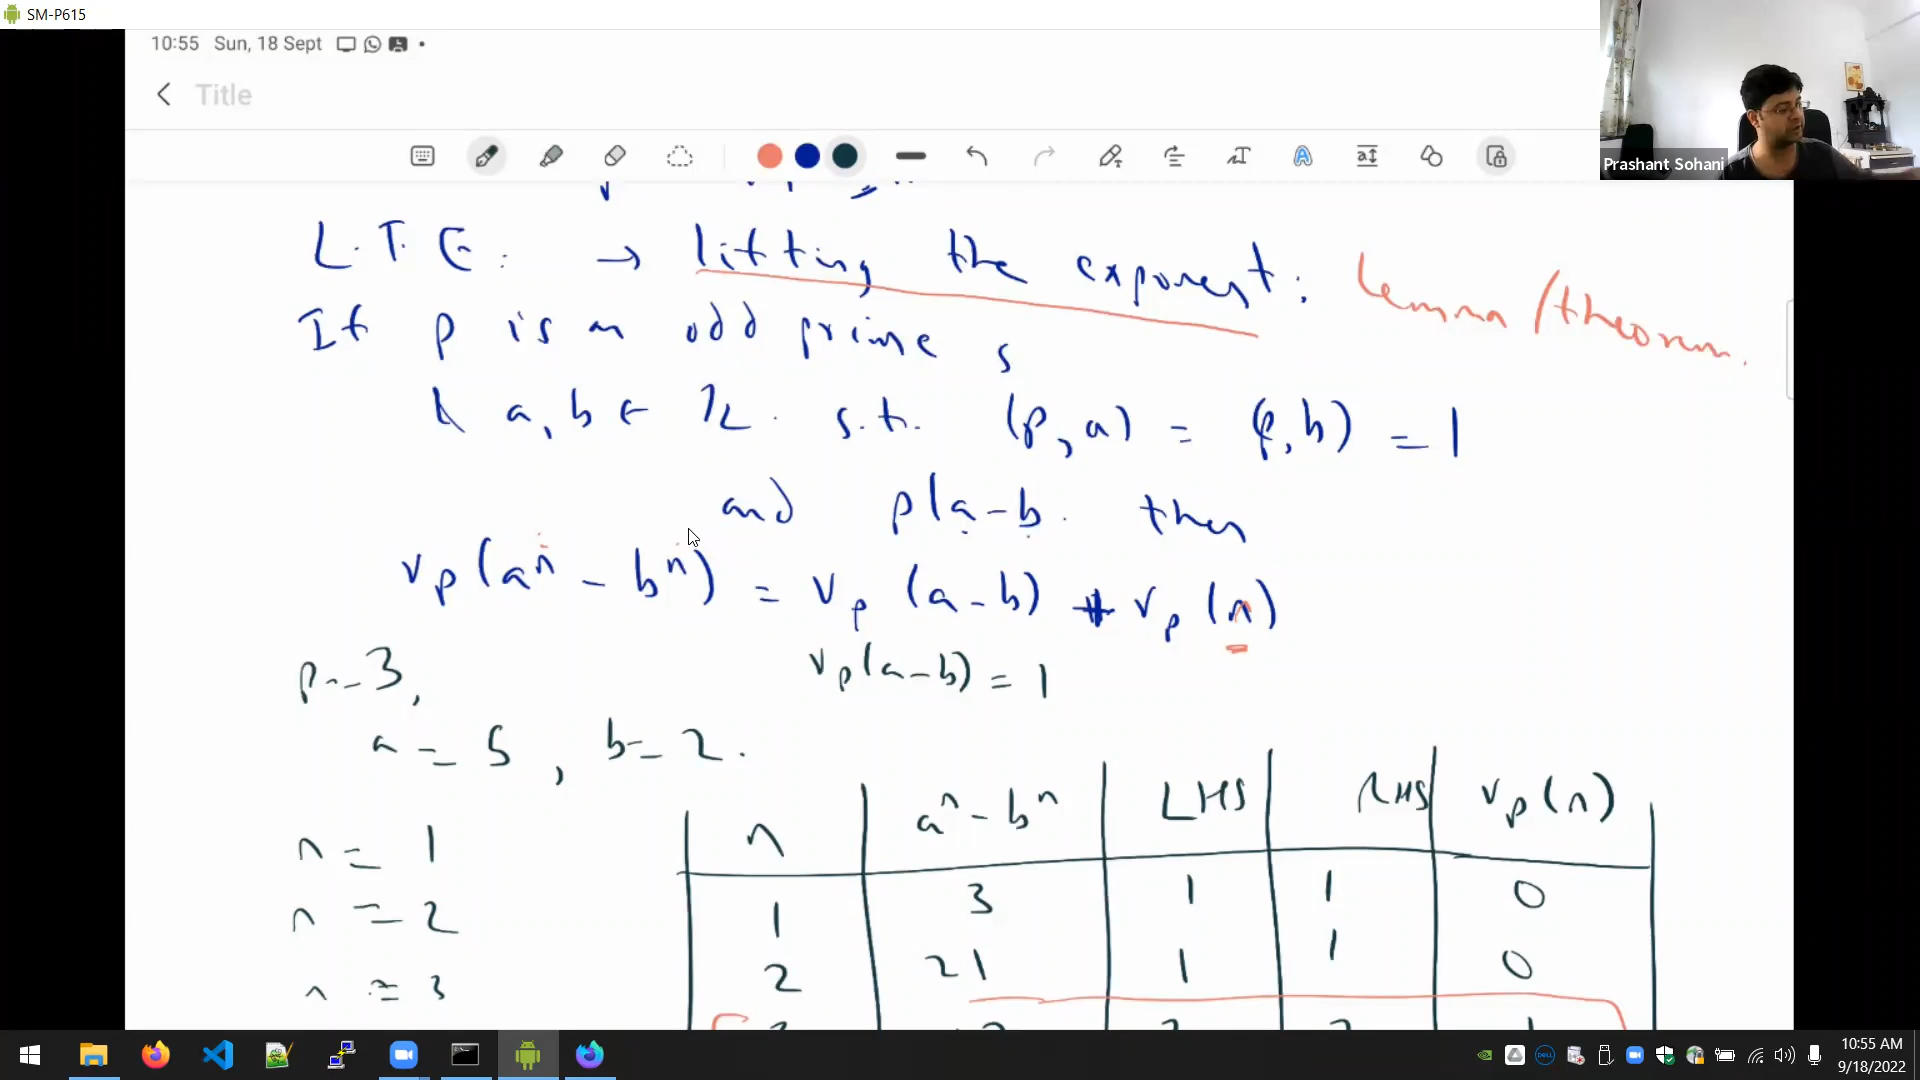 SM-P615
10:55 Sun, 18 Sept
Title
Prashant Sohani
L.T.E. → lifting the exponent: lemma/theorem.
If p is an odd prime
& a, b ∈ ℤ. s.t. (p, a) = (p, b) = 1
and p|a-b. then
vₚ(aⁿ - bⁿ) = vₚ(a-b) + vₚ(n)
p = 3, vₚ(a-b) = 1
a = 5, b = 2.
n aⁿ - bⁿ LHS RHS vₚ(n)
n = 1
1 3 1 1 0
n = 2
2 21 1 1 0
n = 3
10:55 AM
9/18/2022